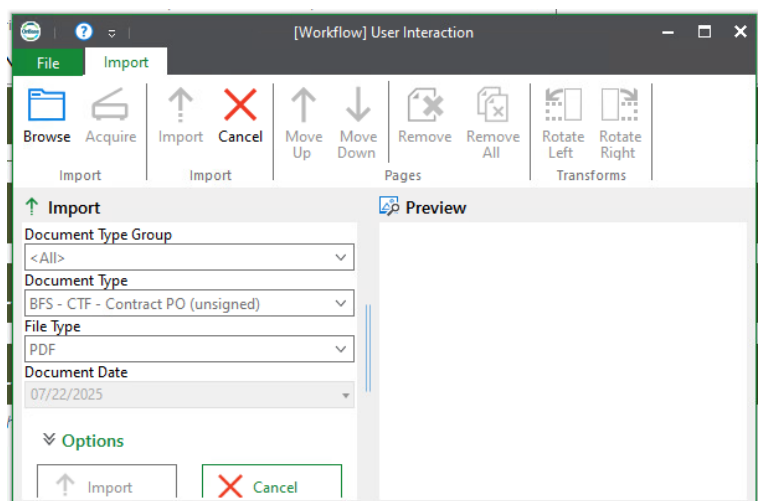 [Workflow] User Interaction
File Import
Browse Acquire Import Cancel Move Up Move Down Remove Remove All Rotate Left Rotate Right
Import Import Pages Transforms
Import Preview
Document Type Group
<All>
Document Type
BFS - CTF - Contract PO (unsigned)
File Type
PDF
Document Date
07/22/2025
Options
Import Cancel